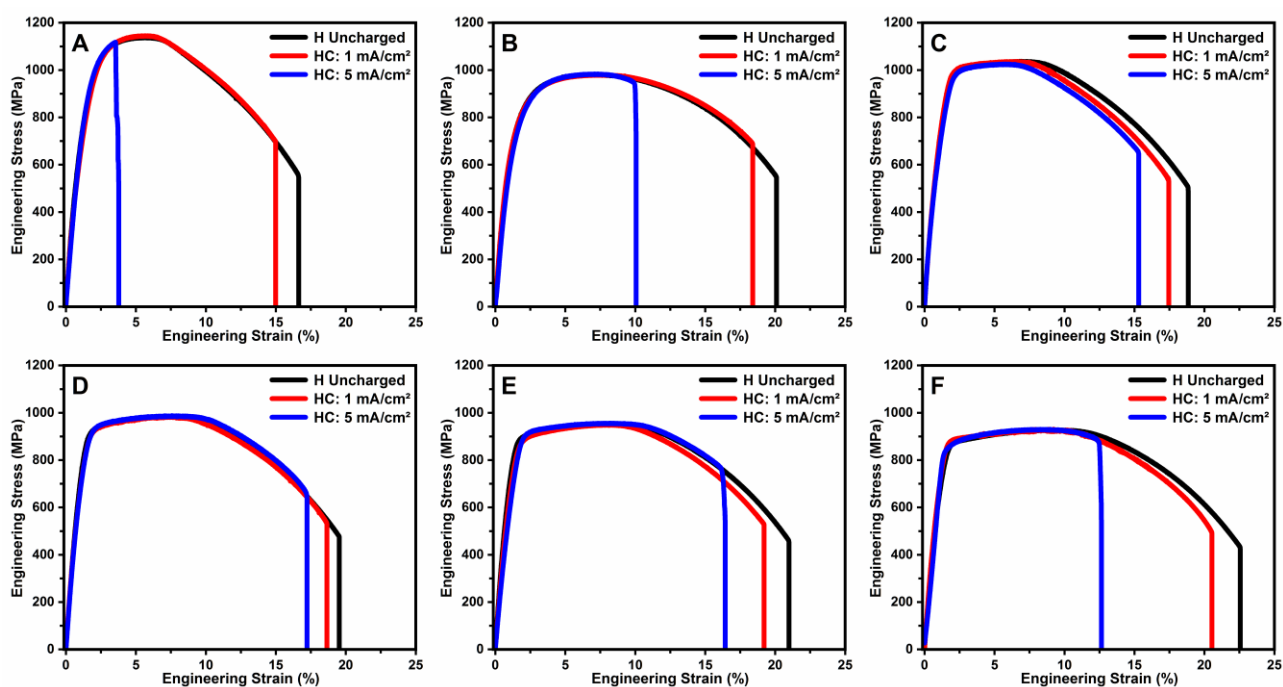 A
H Uncharged
HC: 1 mA/cm²
HC: 5 mA/cm²
1200
1000
800
600
400
200
0
Engineering Stress (MPa)
0 5 10 15 20 25
Engineering Strain (%)
B
H Uncharged
HC: 1 mA/cm²
HC: 5 mA/cm²
1200
1000
800
600
400
200
0
Engineering Stress (MPa)
0 5 10 15 20 25
Engineering Strain (%)
C
H Uncharged
HC: 1 mA/cm²
HC: 5 mA/cm²
1200
1000
800
600
400
200
0
Engineering Stress (MPa)
0 5 10 15 20 25
Engineering Strain (%)
D
H Uncharged
HC: 1 mA/cm²
HC: 5 mA/cm²
1200
1000
800
600
400
200
0
Engineering Stress (MPa)
0 5 10 15 20 25
Engineering Strain (%)
E
H Uncharged
HC: 1 mA/cm²
HC: 5 mA/cm²
1200
1000
800
600
400
200
0
Engineering Stress (MPa)
0 5 10 15 20 25
Engineering Strain (%)
F
H Uncharged
HC: 1 mA/cm²
HC: 5 mA/cm²
1200
1000
800
600
400
200
0
Engineering Stress (MPa)
0 5 10 15 20 25
Engineering Strain (%)